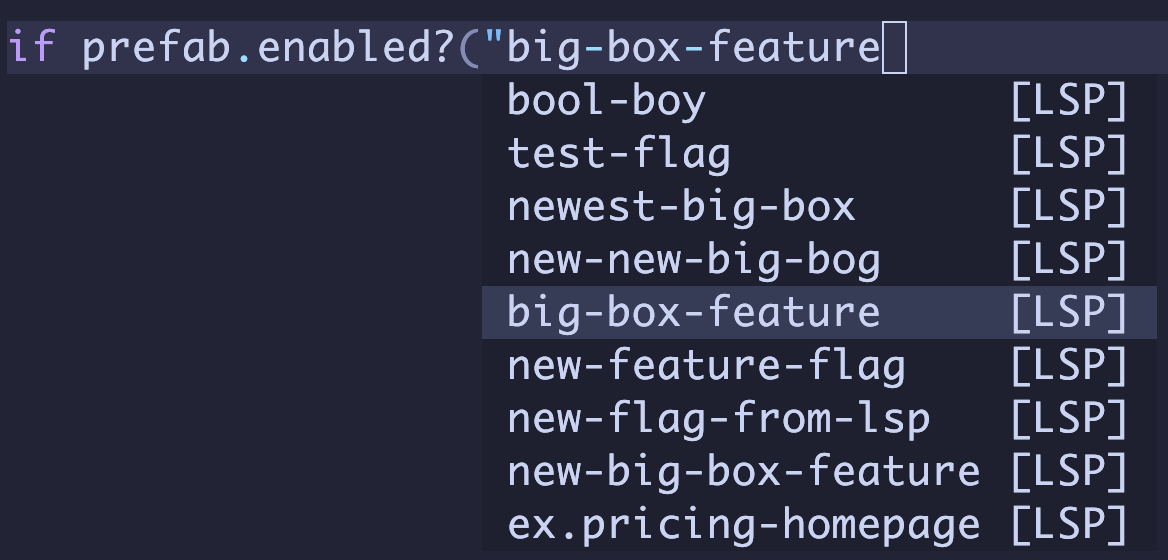 if prefab.enabled?("big-box-feature
bool-boy [LSP]
test-flag [LSP]
newest-big-box [LSP]
new-new-big-bog [LSP]
big-box-feature [LSP]
new-feature-flag [LSP]
new-flag-from-lsp [LSP]
new-big-box-feature [LSP]
ex.pricing-homepage [LSP]